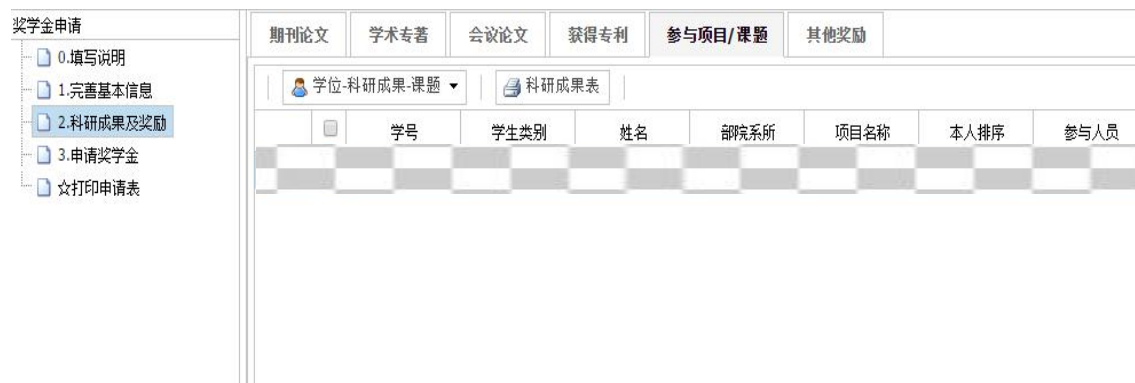 奖学金申请
0.填写说明
1.完善基本信息
2.科研成果及奖励
3.申请奖学金
☆打印申请表
期刊论文 学术专著 会议论文 获得专利 参与项目/课题 其他奖励
学位-科研成果-课题 科研成果表
学号 学生类别 姓名 部院系所 项目名称 本人排序 参与人员